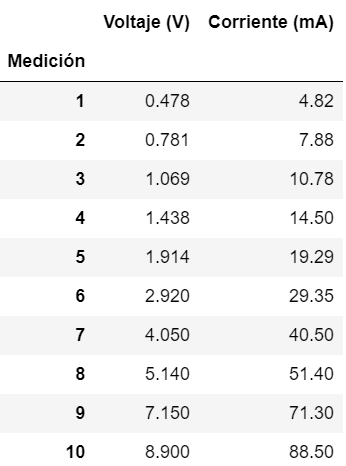 Voltaje (V) Corriente (mA)
Medición
1 0.478 4.82
2 0.781 7.88
3 1.069 10.78
4 1.438 14.50
5 1.914 19.29
6 2.920 29.35
7 4.050 40.50
8 5.140 51.40
9 7.150 71.30
10 8.900 88.50